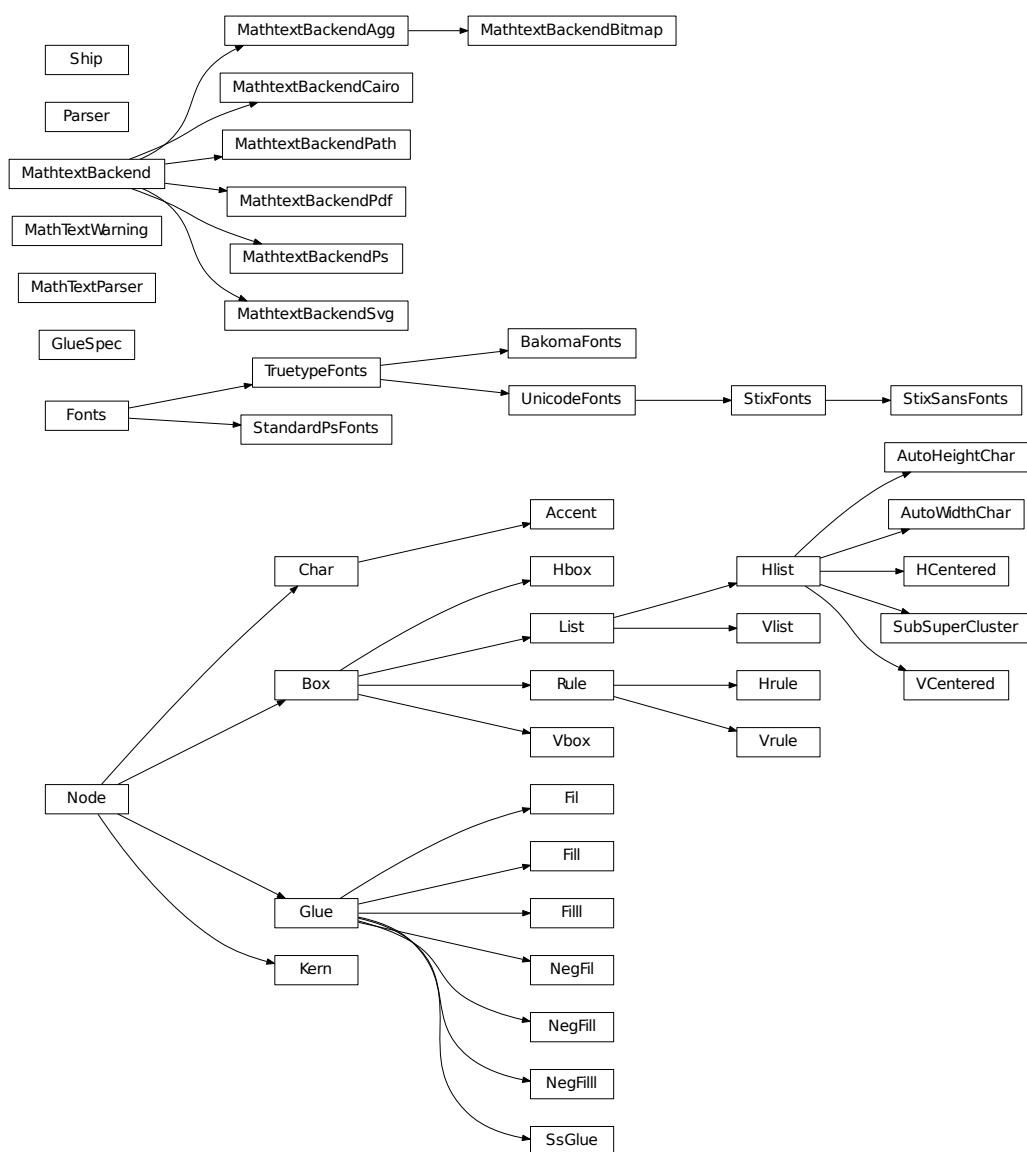 MathtextBackendAgg
MathtextBackendBitmap
Ship
MathtextBackendCairo
Parser
MathtextBackendPath
MathtextBackend
MathtextBackendPdf
MathTextWarning
MathtextBackendPs
MathTextParser
MathtextBackendSvg
GlueSpec
BakomaFonts
TruetypeFonts
UnicodeFonts
StixFonts
StixSansFonts
Fonts
StandardPsFonts
AutoHeightChar
Accent
AutoWidthChar
Char
Hbox
Hlist
HCentered
List
Vlist
SubSuperCluster
Box
Rule
Hrule
VCentered
Vbox
Vrule
Node
Fil
Fill
Glue
Filll
Kern
NegFil
NegFill
NegFilll
SsGlue